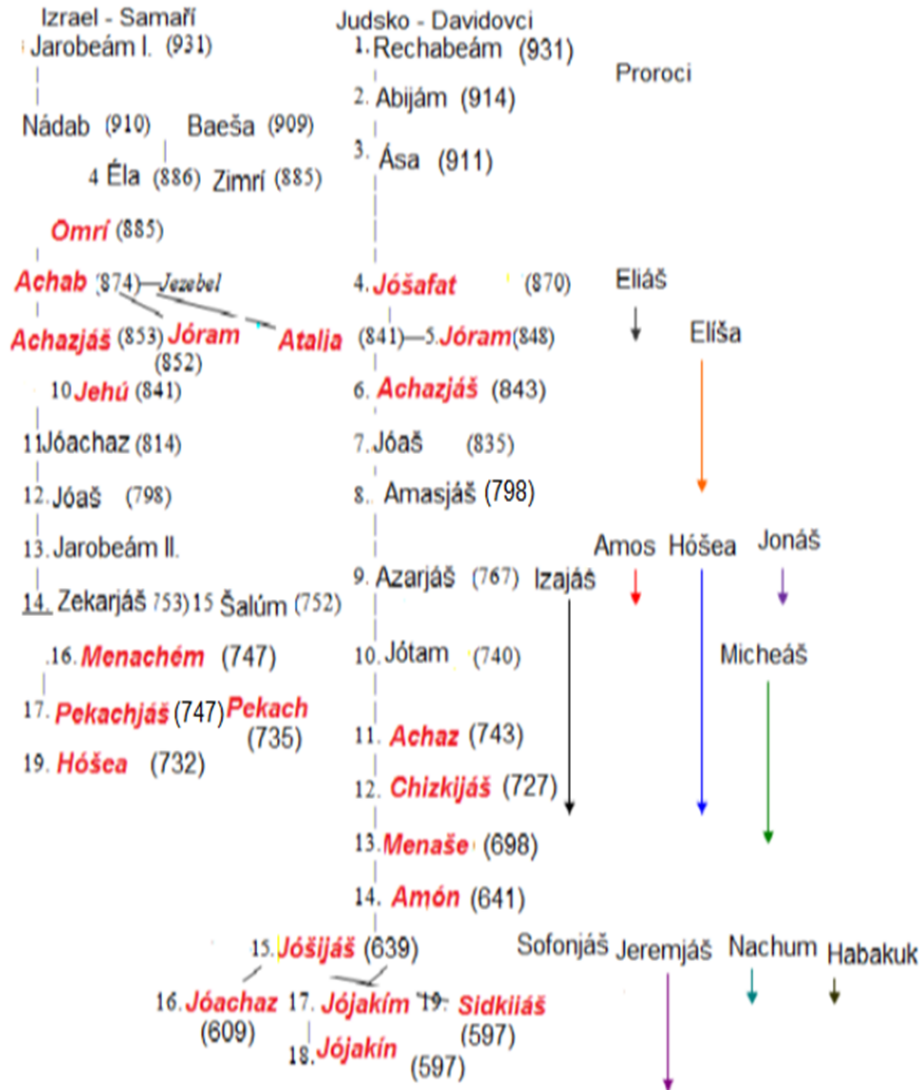 Izrael - Samaří Judsko - Davidovci
Jarobeám I. (931) 1. Rechabeám (931)
Proroci
2. Abijám (914)
Nádab (910) Baeša (909)
3. Ása (911)
4 Éla (886) Zimrí (885)
Omrí (885)
Achab (874)—Jezebel 4. Jóšafat (870) Eliáš
Achazjáš (853) Jóram Atalia (841)—5. Jóram (848) Elíša
(852)
10 Jehú (841) 6. Achazjáš (843)
11 Jóachaz (814) 7. Jóaš (835)
12. Jóaš (798) 8. Amasjáš (798)
13. Jarobeám II. Amos Hóšea Jonáš
9. Azarjáš (767) Izajáš
14. Zekarjáš 753) 15 Šalúm (752)
.16. Menachém (747) 10. Jótam (740) Micheáš
17. Pekachjáš (747) Pekach
(735)
11. Achaz (743)
19. Hóšea (732)
12. Chizkijáš (727)
13. Menaše (698)
14. Amón (641)
15. Jóšijáš (639) Sofonjáš Jeremjáš Nachum Habakuk
16. Jóachaz 17. Jójakím 19. Sidkiiáš
(609) (597)
18. Jójakín (597)